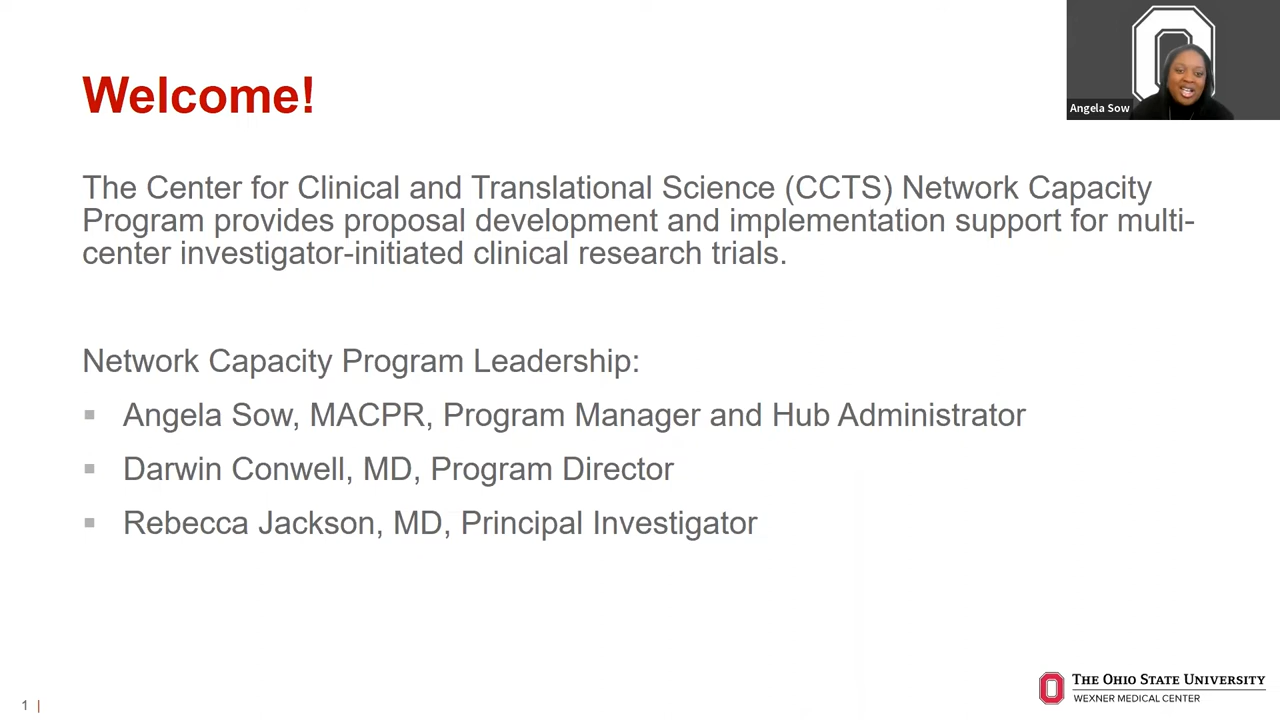 Welcome!
Angela Sow
The Center for Clinical and Translational Science (CCTS) Network Capacity
Program provides proposal development and implementation support for multi-
center investigator-initiated clinical research trials.
Network Capacity Program Leadership:
▪ Angela Sow, MACPR, Program Manager and Hub Administrator
▪ Darwin Conwell, MD, Program Director
▪ Rebecca Jackson, MD, Principal Investigator
1 |
THE OHIO STATE UNIVERSITY
WEXNER MEDICAL CENTER